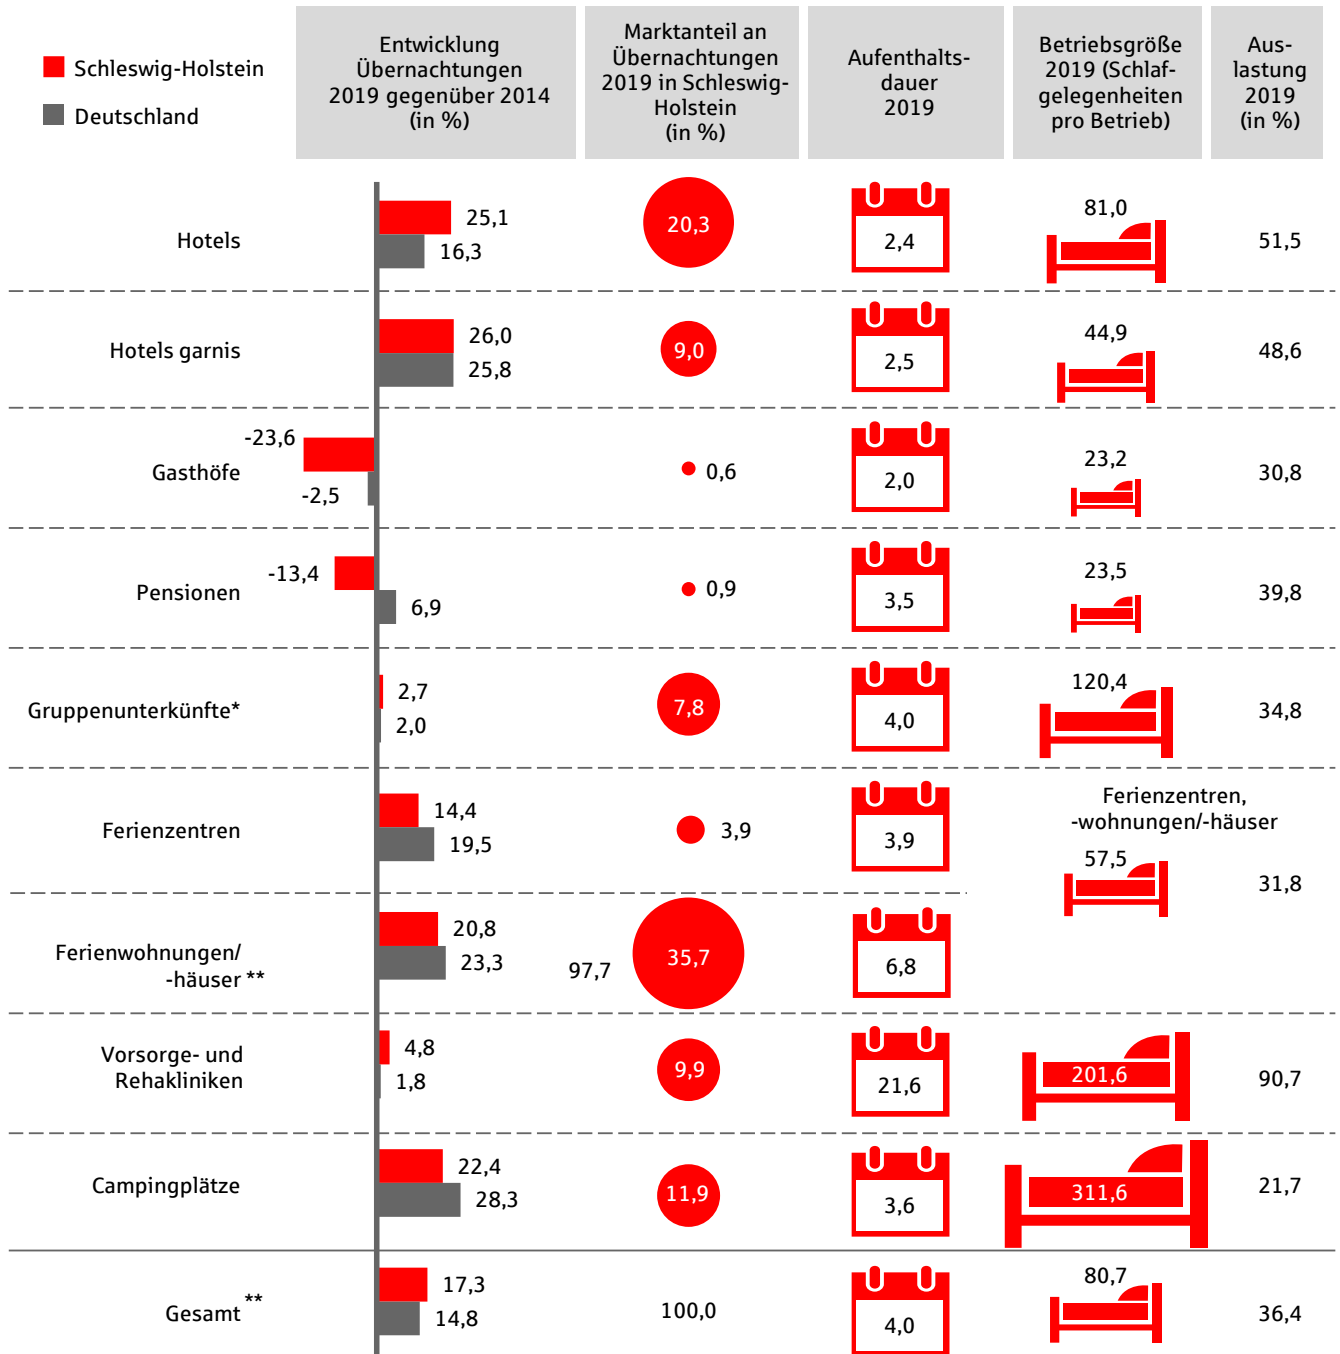 Schleswig-Holstein
Deutschland
Entwicklung
Übernachtungen
2019 gegenüber 2014
(in %)
Marktanteil an
Übernachtungen
2019 in Schleswig-
Holstein
(in %)
Aufenthalts-
dauer
2019
Betriebsgröße
2019 (Schlaf-
gelegenheiten
pro Betrieb)
Aus-
lastung
2019
(in %)
Hotels
25,1
16,3
20,3
2,4
81,0
51,5
Hotels garnis
26,0
25,8
9,0
2,5
44,9
48,6
Gasthöfe
-23,6
-2,5
0,6
2,0
23,2
30,8
Pensionen
-13,4
6,9
0,9
3,5
23,5
39,8
Gruppenunterkünfte*
2,7
2,0
7,8
4,0
120,4
34,8
Ferienzentren
14,4
19,5
3,9
3,9
Ferienzentren,
-wohnungen/-häuser
57,5
31,8
Ferienwohnungen/
-häuser **
20,8
23,3
97,7
35,7
6,8
Vorsorge- und
Rehakliniken
4,8
1,8
9,9
21,6
201,6
90,7
Campingplätze
22,4
28,3
11,9
3,6
311,6
21,7
Gesamt **
17,3
14,8
100,0
4,0
80,7
36,4